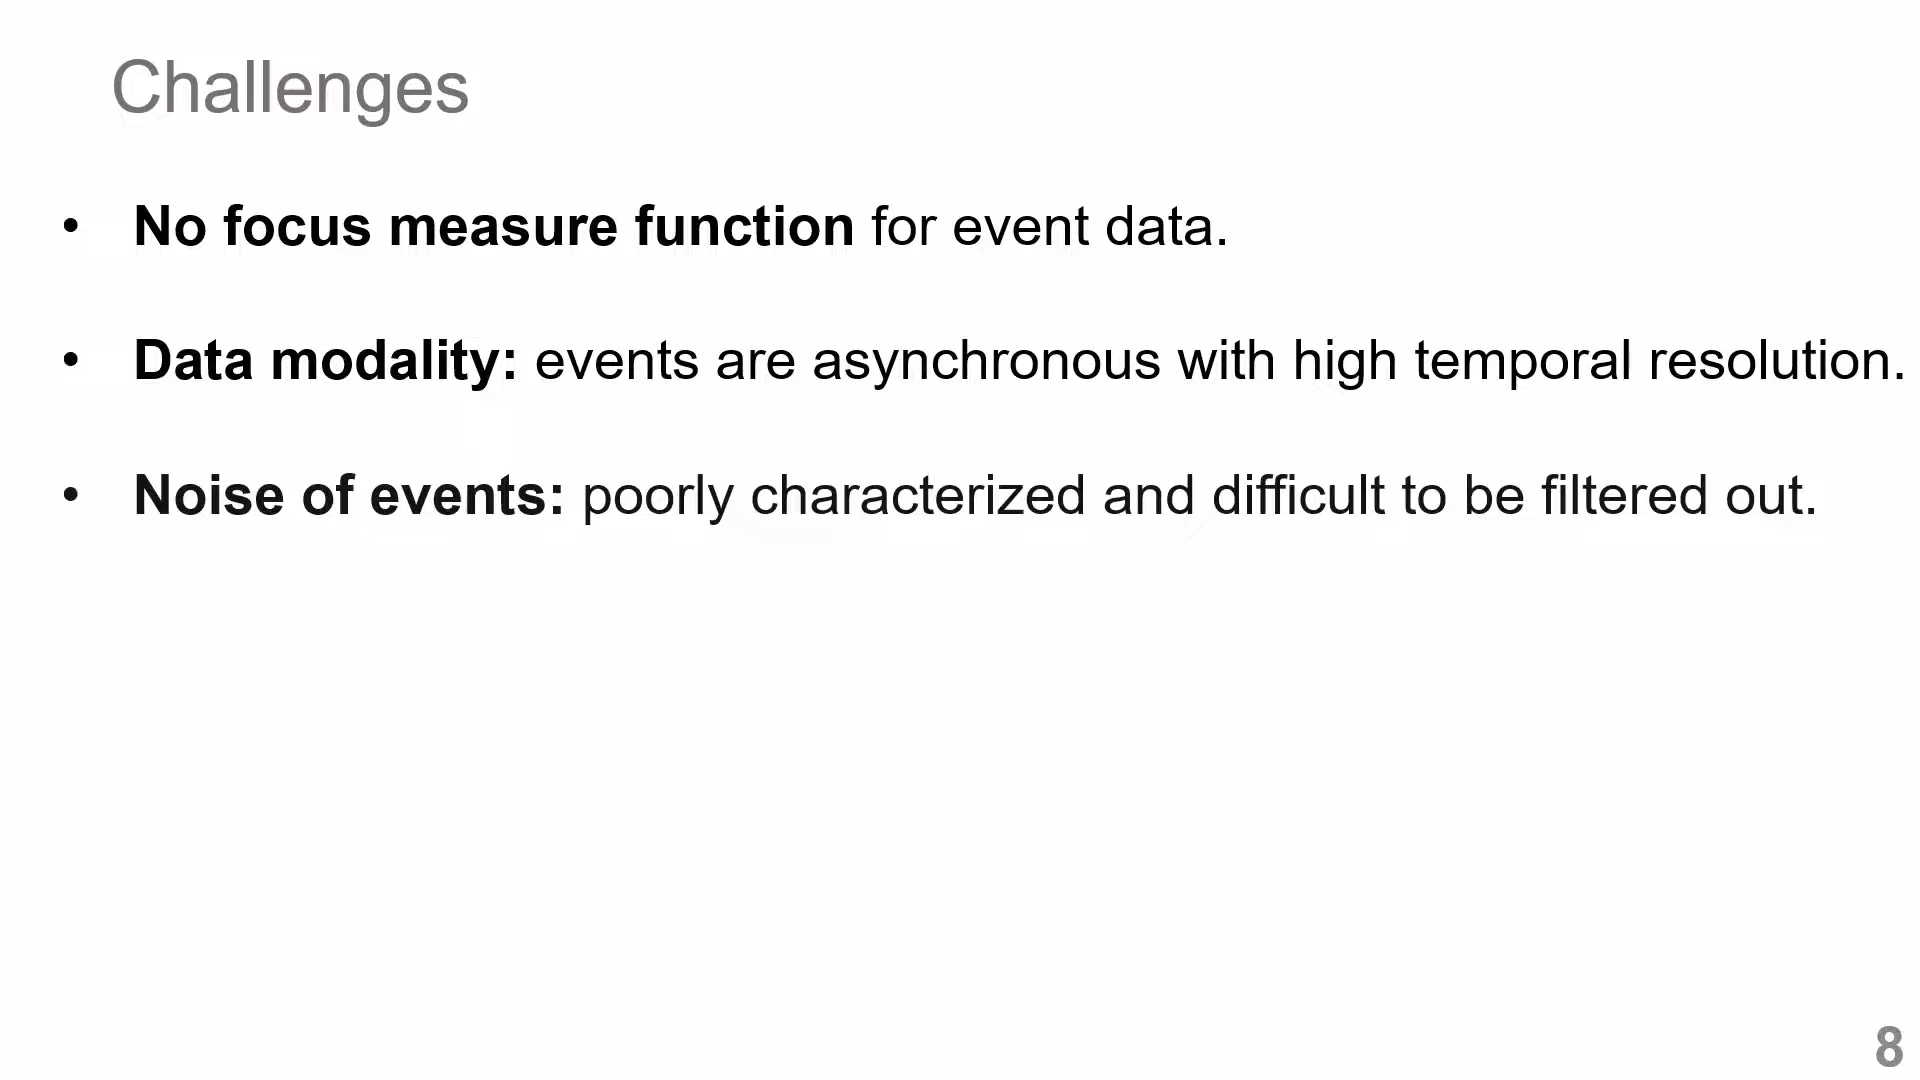 Challenges
• No focus measure function for event data.
• Data modality: events are asynchronous with high temporal resolution.
• Noise of events: poorly characterized and difficult to be filtered out.
8